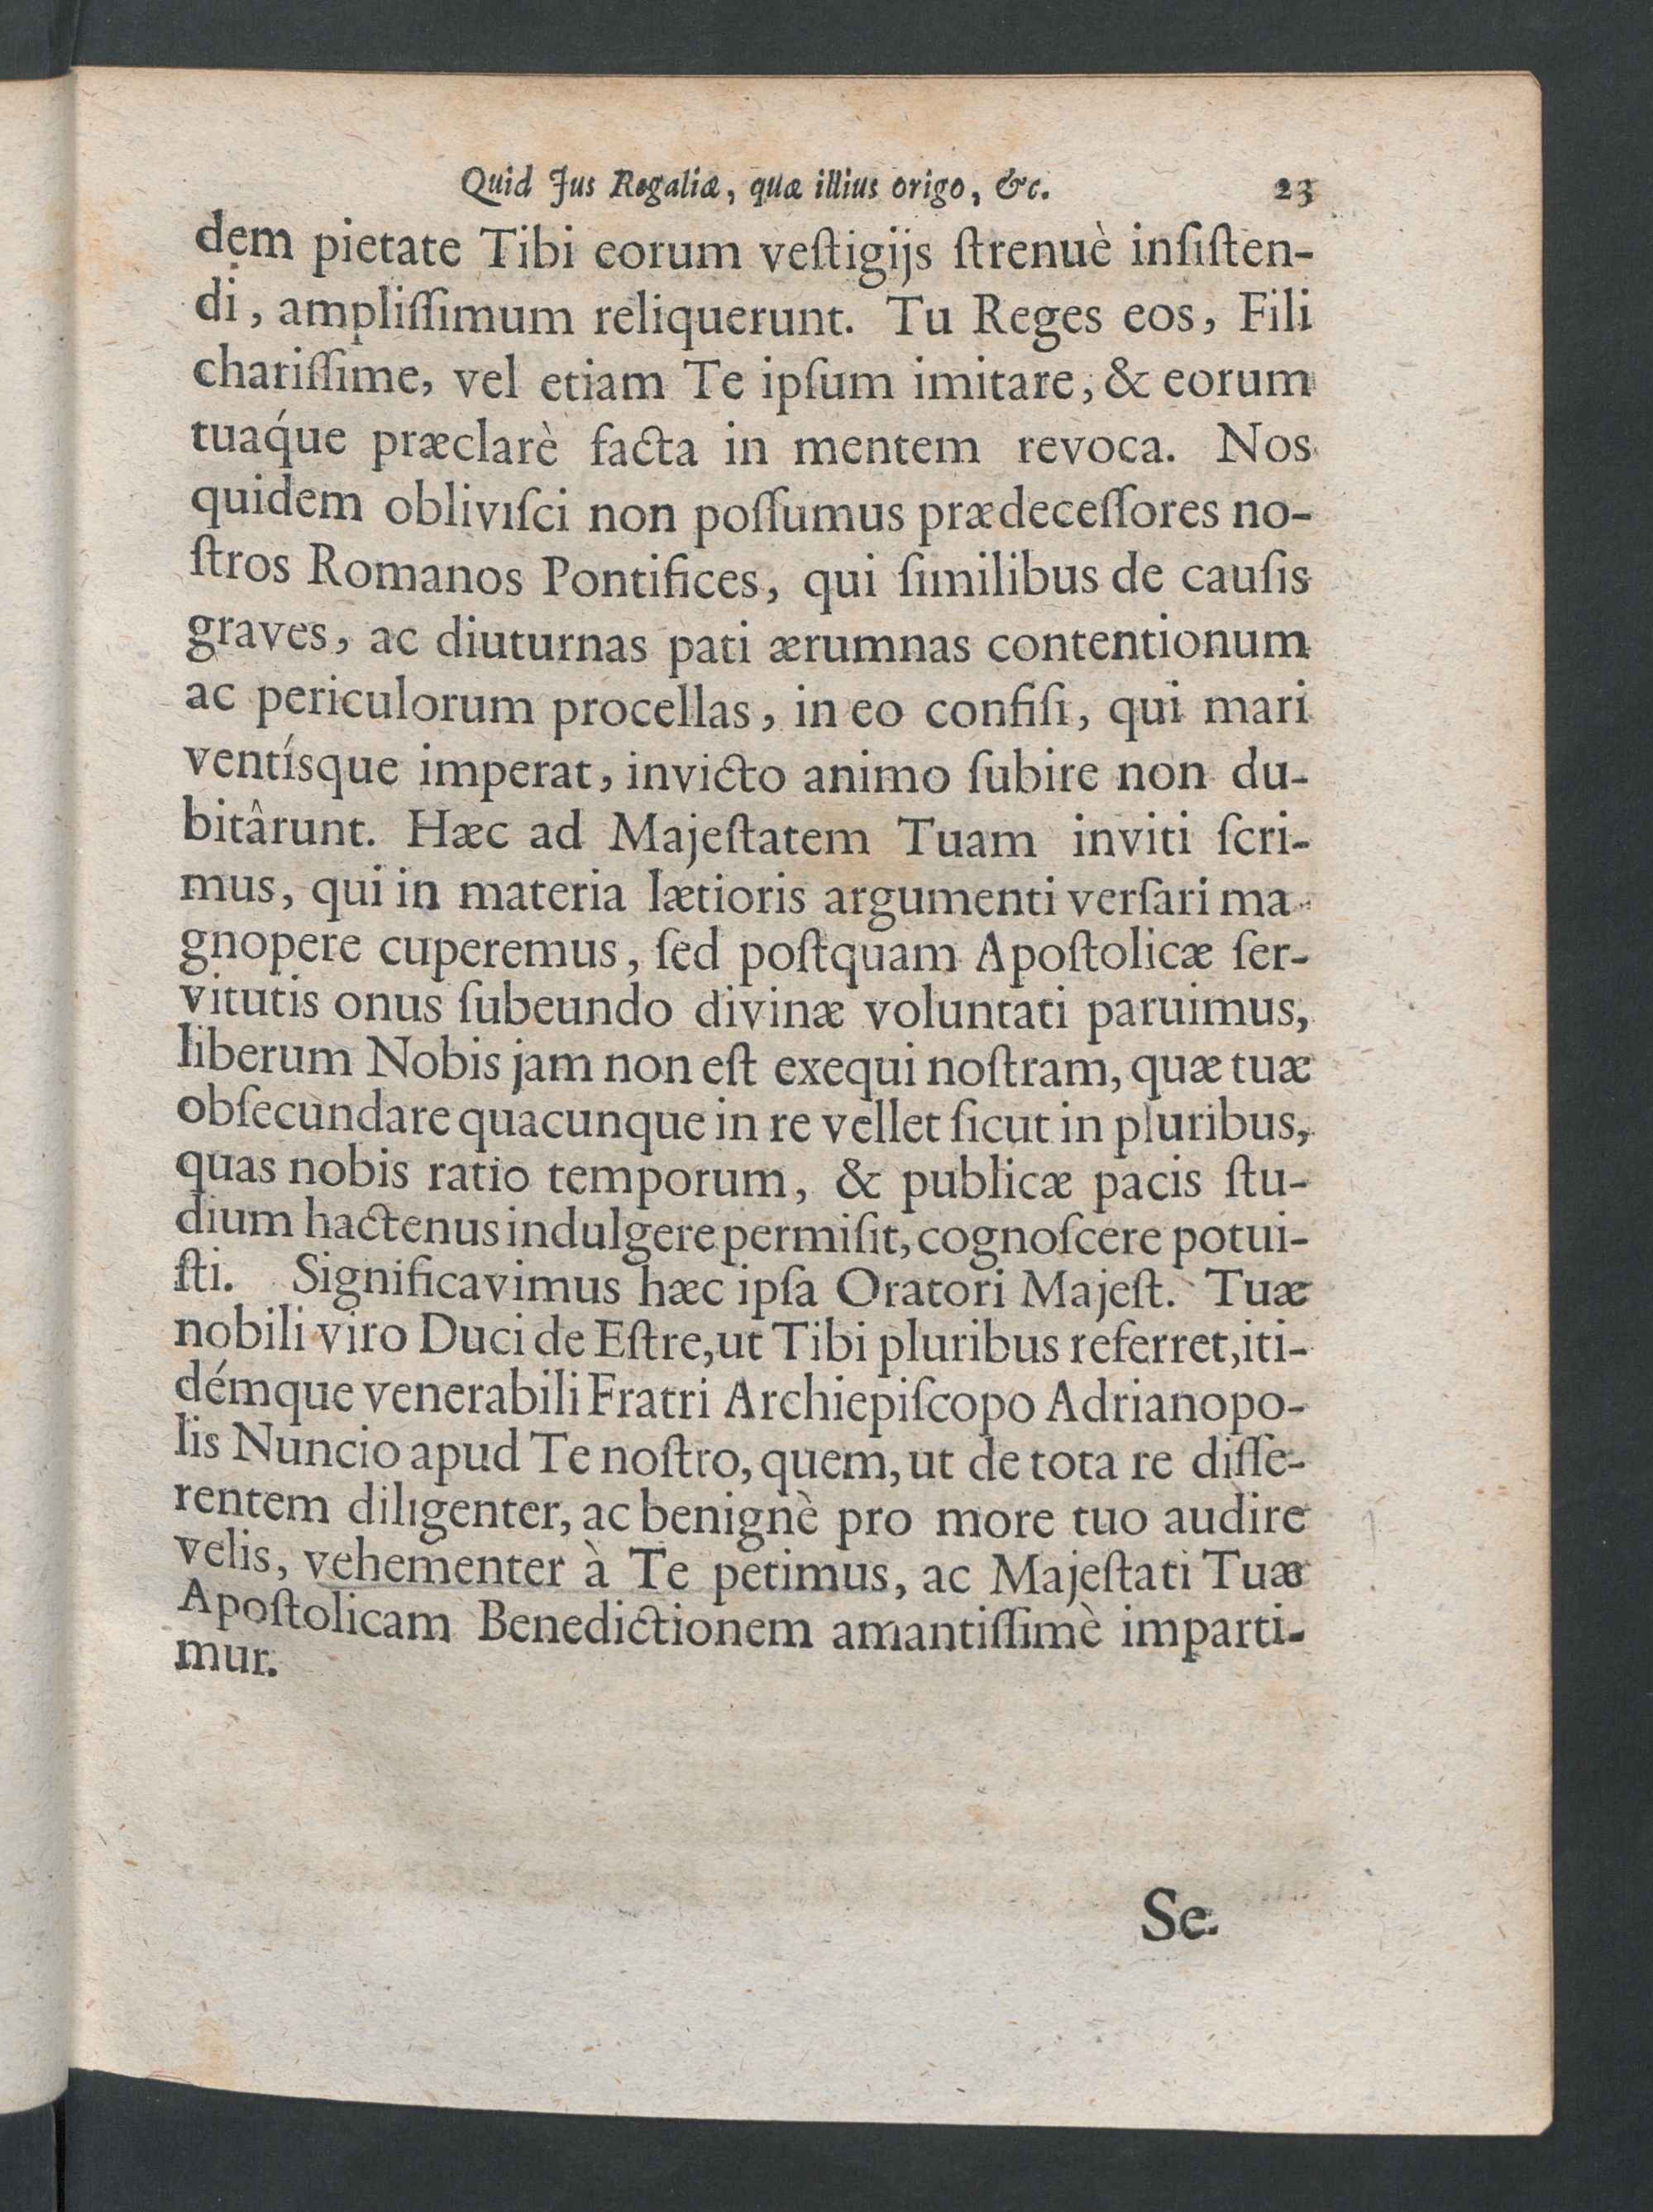 Quid Jus Regaliæ, quæ illius origo, &c. 23
dem pietate Tibi eorum veſtigijs ſtrenuè inſiſten-
di, ampliſſimum reliquerunt. Tu Reges eos, Fili
chariſſime, vel etiam Te ipſum imitare, & eorum
tuaq́ue præclarè facta in mentem revoca. Nos
quidem obliviſci non poſſumus prædeceſſores no-
ſtros Romanos Pontifices, qui ſimilibus de cauſis
graves, ac diuturnas pati ærumnas contentionum
ac periculorum procellas, in eo confiſi, qui mari
ventísque imperat, invicto animo ſubire non du-
bitârunt. Hæc ad Majeſtatem Tuam inviti ſcri-
mus, qui in materia lætioris argumenti verſari ma-
gnopere cuperemus, ſed poſtquam Apoſtolicæ ſer-
vitutis onus ſubeundo divinæ voluntati paruimus,
liberum Nobis jam non eſt exequi noſtram, quæ tuæ
obſecundare quacunque in re vellet ſicut in pluribus,
quas nobis ratio temporum, & publicæ pacis ſtu-
dium hactenus indulgere permiſit, cognoſcere potui-
ſti. Significavimus hæc ipſa Oratori Majeſt. Tuæ
nobili viro Duci de Eſtre, ut Tibi pluribus referret, iti-
démque venerabili Fratri Archiepiſcopo Adrianopo-
lis Nuncio apud Te noſtro, quem, ut de tota re diſſe-
rentem diligenter, ac benignè pro more tuo audire
velis, vehementer à Te petimus, ac Majeſtati Tuæ
Apoſtolicam Benedictionem amantiſſimè imparti-
mur.
Se-